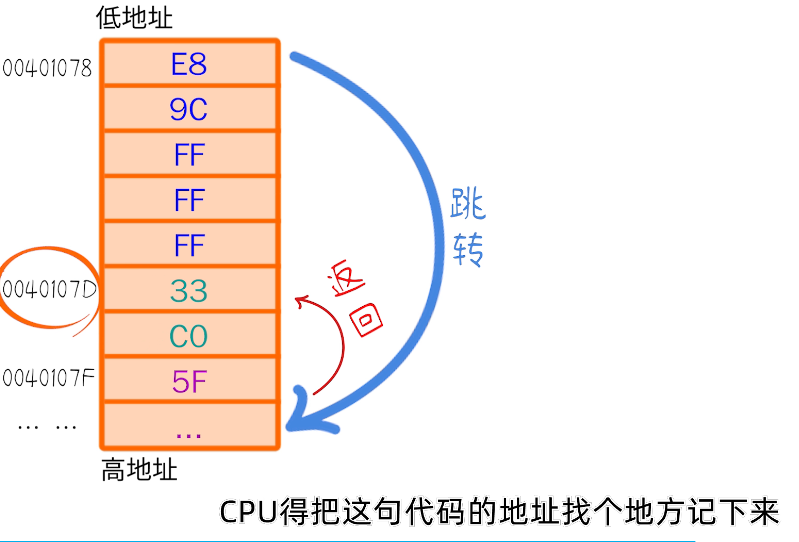 低地址
00401078
E8
9C
FF
FF
FF
0040107D
33
C0
0040107F
5F
... ...
...
高地址
跳
转
返
回
CPU得把这句代码的地址找个地方记下来